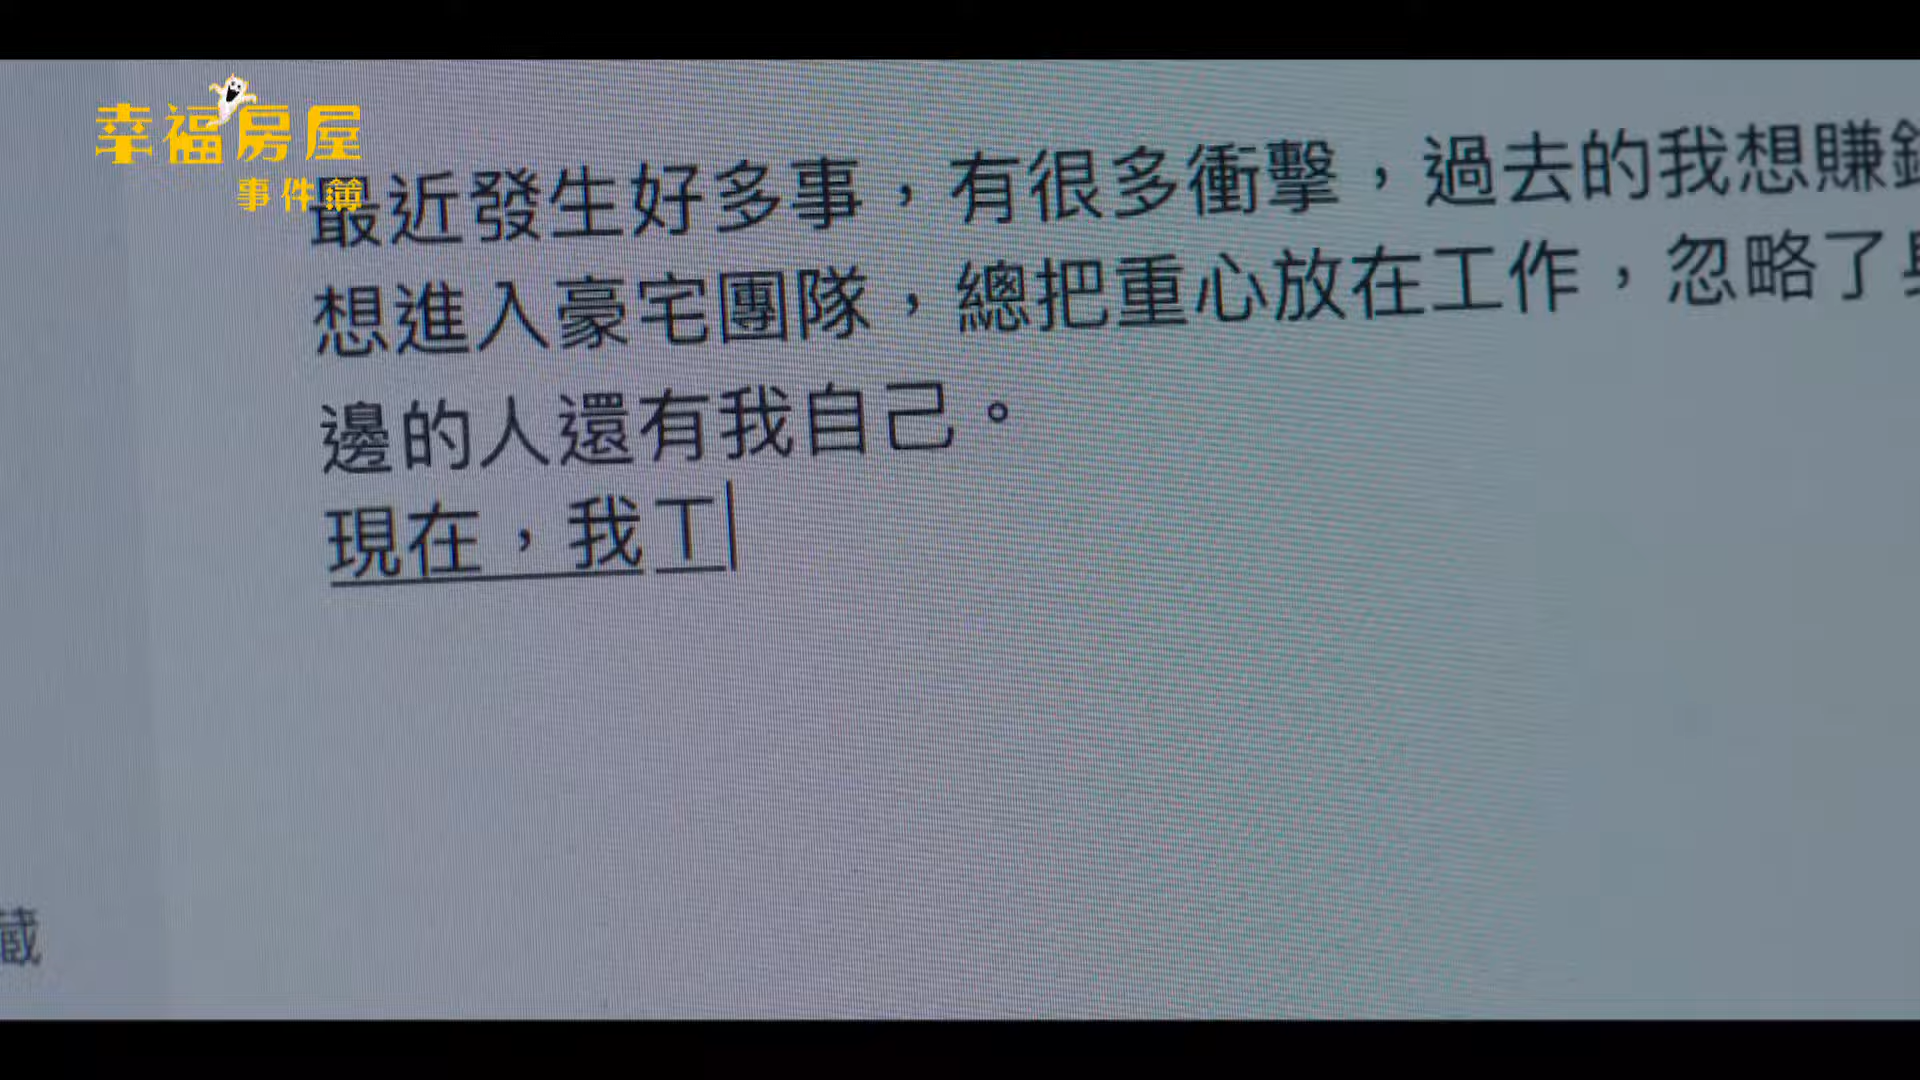 幸福房屋
事件簿
最近發生好多事，有很多衝擊，過去的我想賺
想進入豪宅團隊，總把重心放在工作，忽略了
邊的人還有我自己。
現在，我ㄒ
藏